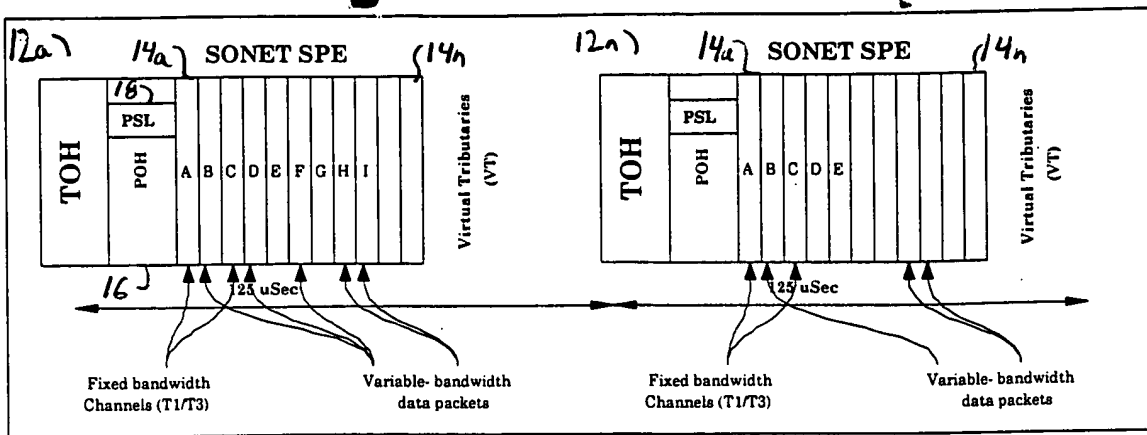 12a 14a SONET SPE 14n
18
PSL
TOH
POH
A B C D E F G H I
Virtual Tributaries
(VT)
16
125 uSec
Fixed bandwidth
Channels (T1/T3)
Variable- bandwidth
data packets
12n 14a SONET SPE 14n
PSL
TOH
POH
A B C D E
Virtual Tributaries
(VT)
125 uSec
Fixed bandwidth
Channels (T1/T3)
Variable- bandwidth
data packets